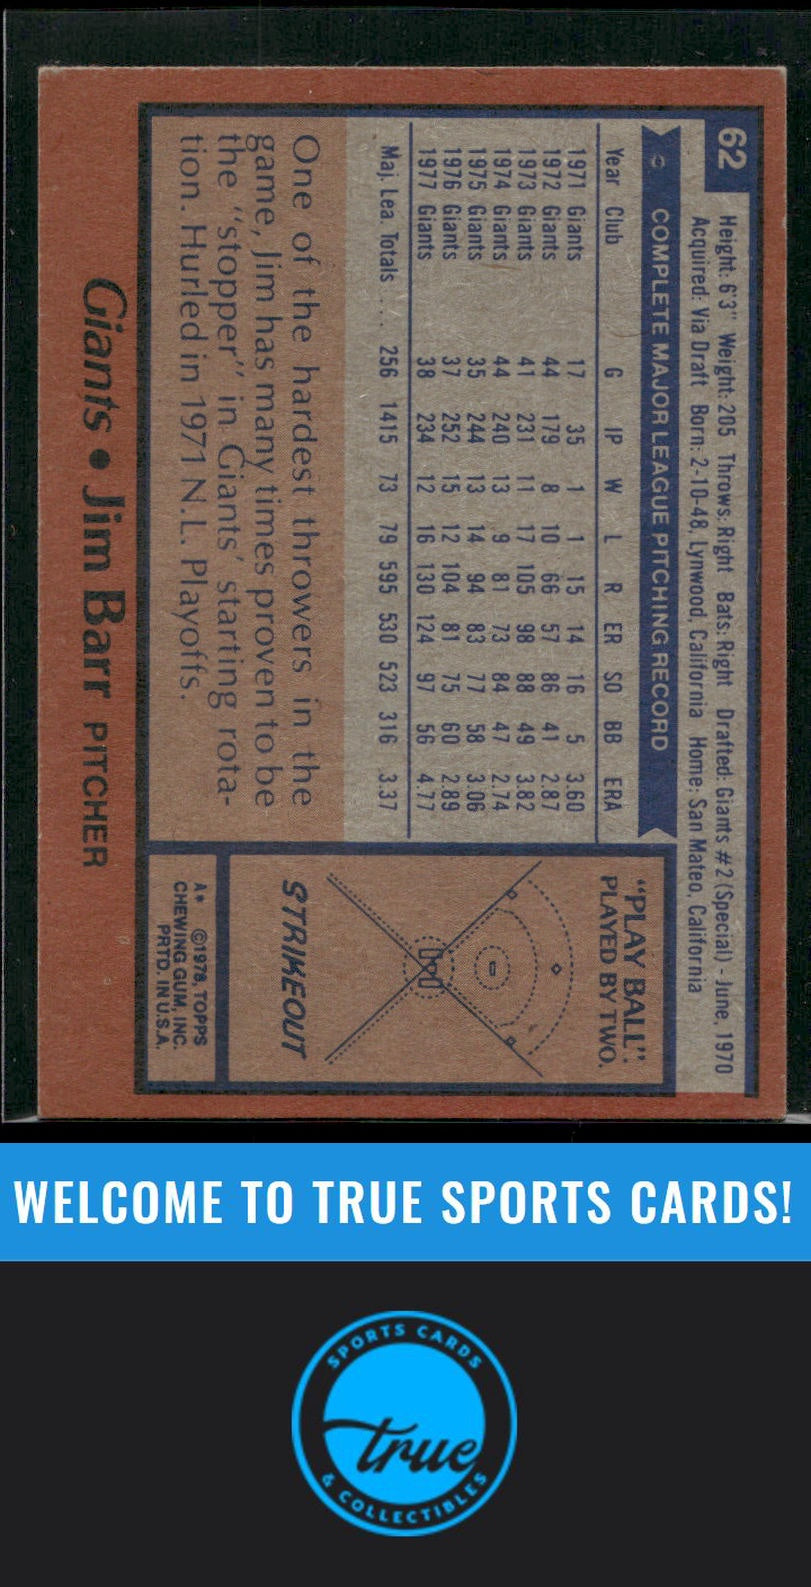 62
Height: 6'3" Weight: 205 Throws: Right Bats: Right Drafted: Giants #2 (Special) - June, 1970
Acquired: Via Draft Born: 2-10-48, Lynwood, California Home: San Mateo, California
COMPLETE MAJOR LEAGUE PITCHING RECORD
Year Club G IP W L R ER SO BB ERA
1971 Giants 17 35 1 1 15 14 16 5 3.60
1972 Giants 44 179 8 10 66 57 86 41 2.87
1973 Giants 41 231 11 17 105 98 88 49 3.82
1974 Giants 44 240 13 9 81 73 84 47 2.74
1975 Giants 35 244 13 14 94 83 77 58 3.06
1976 Giants 37 252 15 12 104 81 75 60 2.89
1977 Giants 38 234 12 16 130 124 97 56 4.77
Maj. Lea. Totals .... 256 1415 73 79 595 530 523 316 3.37
One of the hardest throwers in the
game, Jim has many times proven to be
the "stopper" in Giants' starting rota-
tion. Hurled in 1971 N.L. Playoffs.
"PLAY BALL":
PLAYED BY TWO.
STRIKEOUT
A* ©1978, TOPPS
CHEWING GUM, INC.
PRTD. IN U.S.A.
Giants • Jim Barr PITCHER
WELCOME TO TRUE SPORTS CARDS!
SPORTS CARDS
true
& COLLECTIBLES